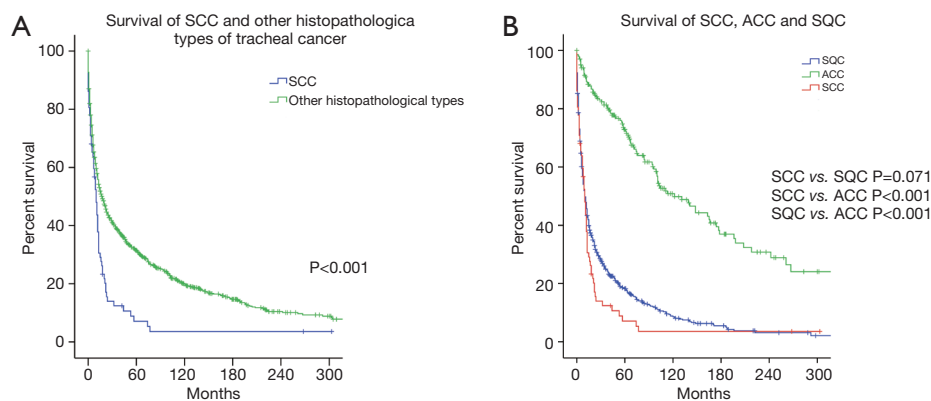 A
Survival of SCC and other histopathologica
types of tracheal cancer
100
80
60
40
20
0
Percent survival
SCC
Other histopathological types
P<0.001
0 60 120 180 240 300
Months
B
Survival of SCC, ACC and SQC
100
80
60
40
20
0
Percent survival
SQC
ACC
SCC
SCC vs. SQC P=0.071
SCC vs. ACC P<0.001
SQC vs. ACC P<0.001
0 60 120 180 240 300
Months